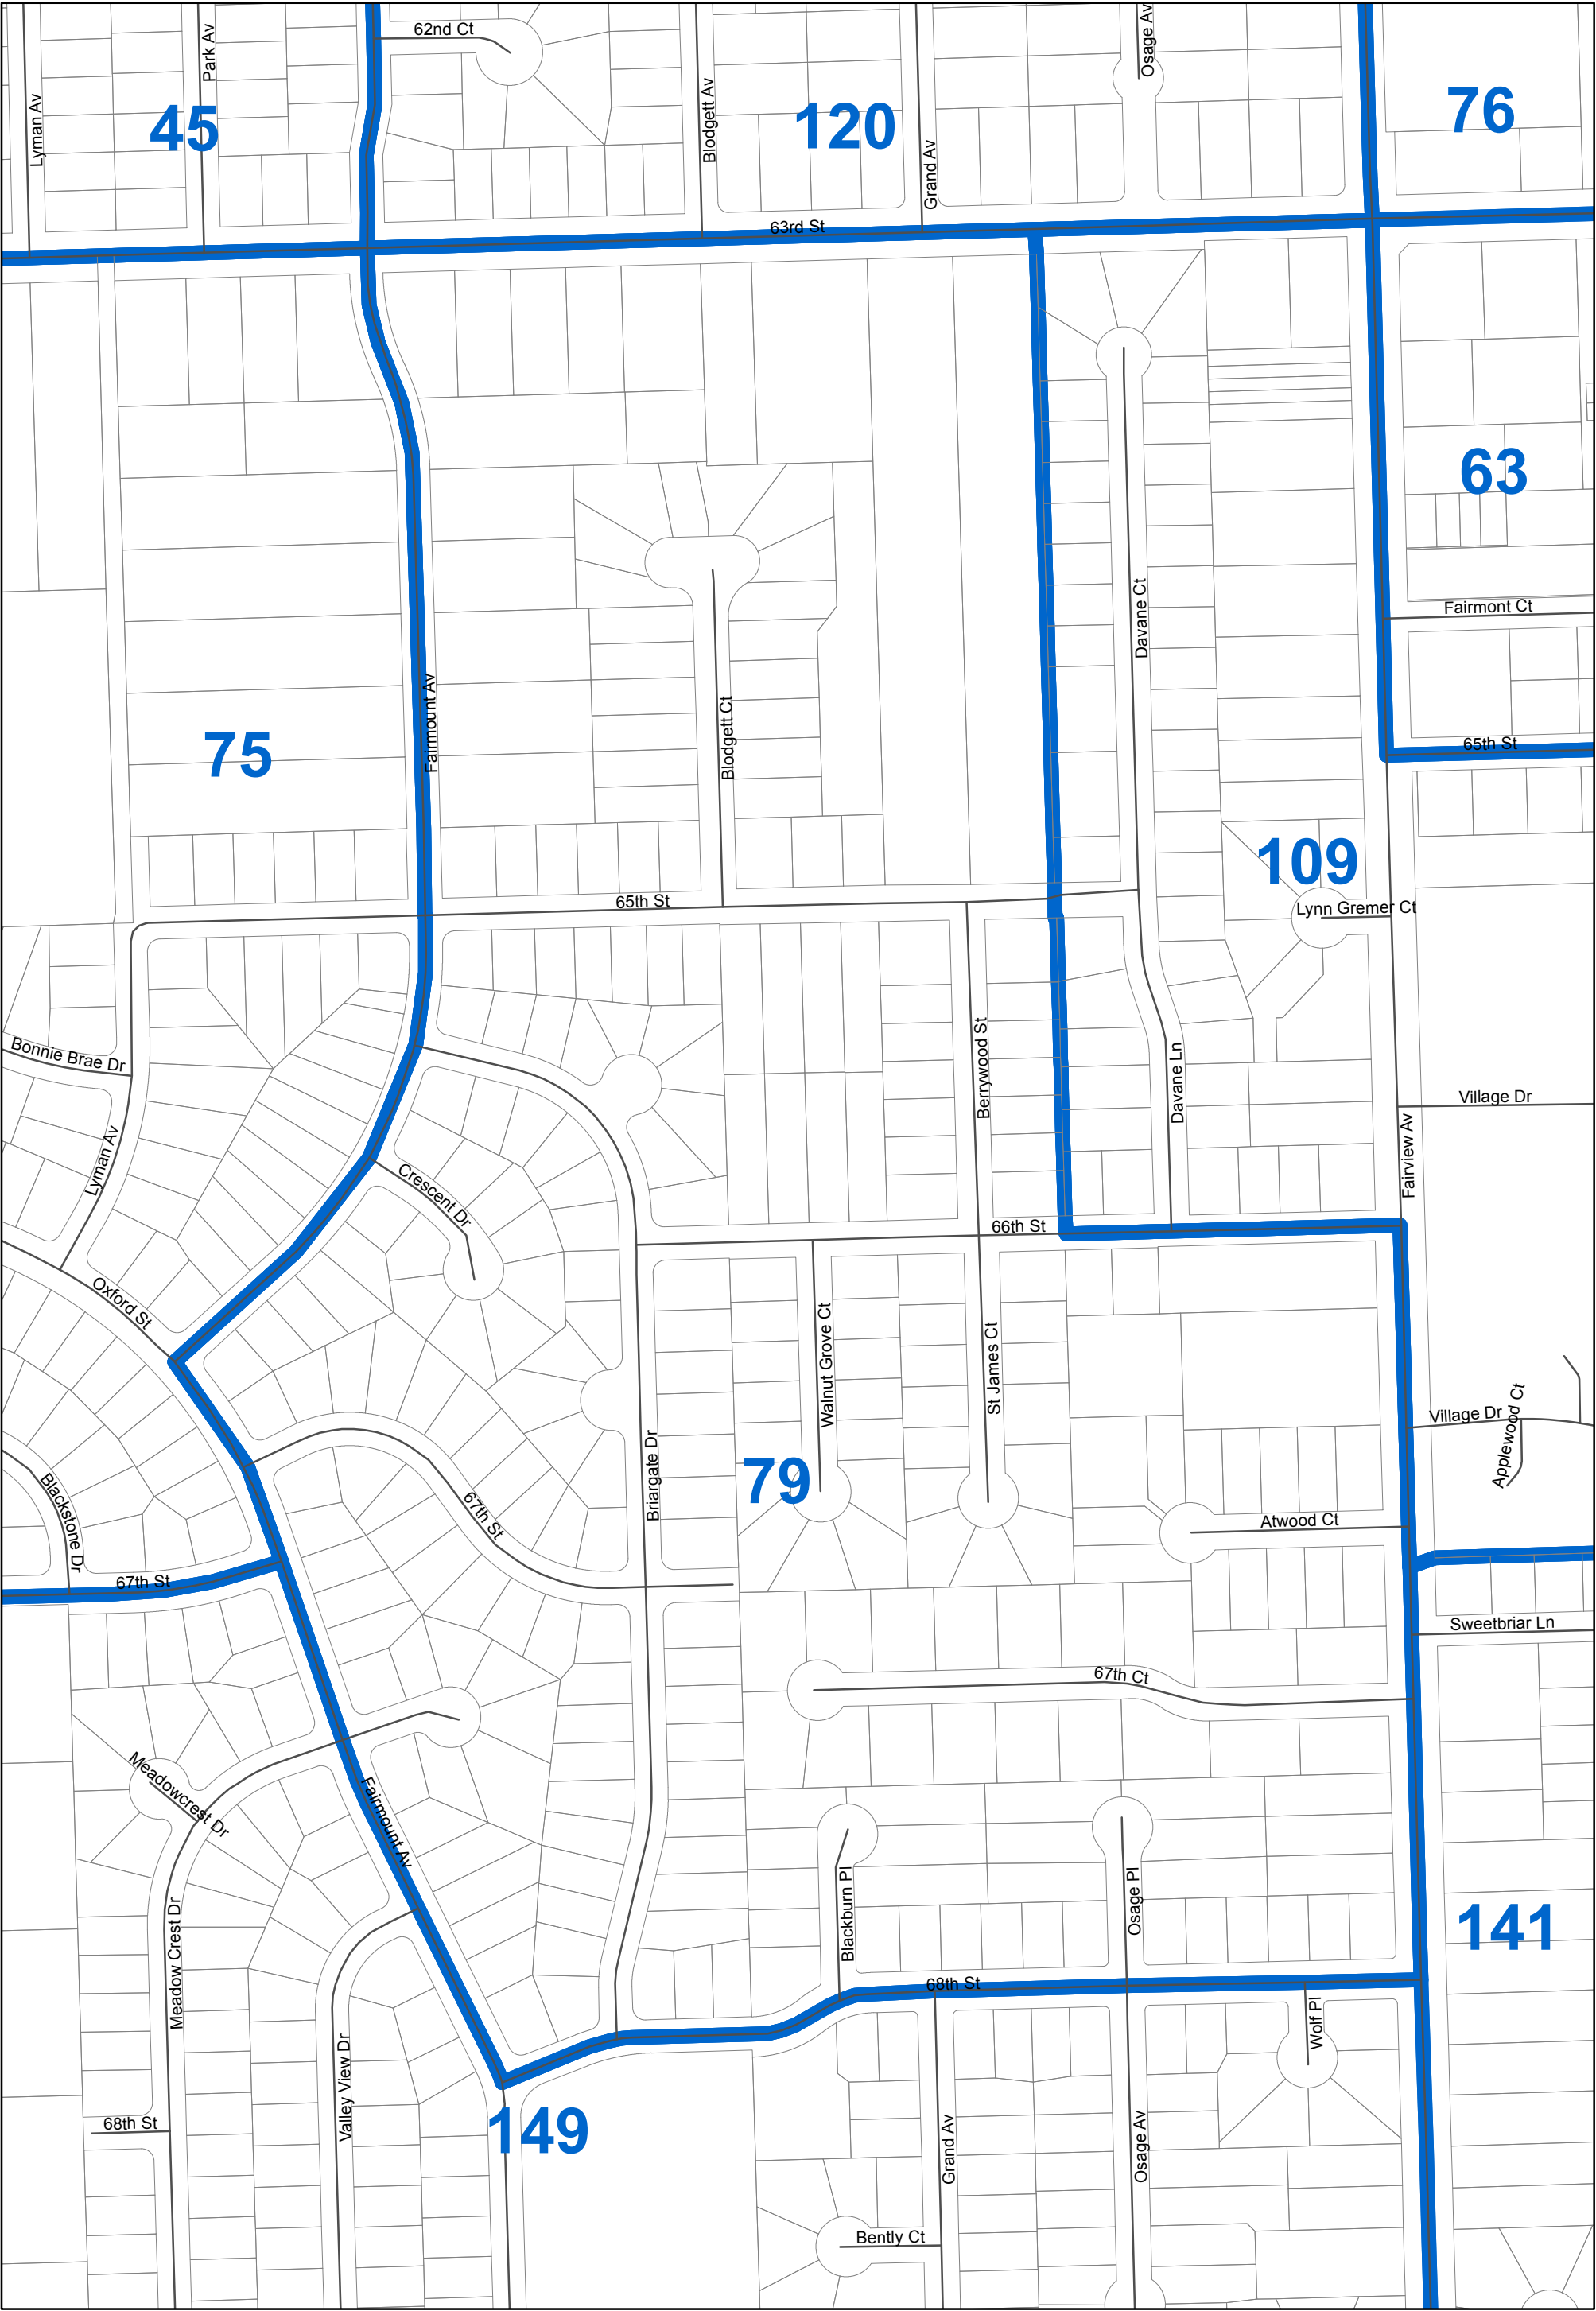 62nd Ct
Park Av
Osage Av
Lyman Av
Blodgett Av
45
120
76
Grand Av
63rd St
63
Davane Ct
Fairmont Ct
Fairmount Av
Blodgett Ct
75
65th St
109
65th St
Lynn Gremer Ct
Bonnie Brae Dr
Berrywood St
Davane Ln
Village Dr
Lyman Av
Crescent Dr
Fairview Av
66th St
Oxford St
Walnut Grove Ct
St James Ct
Village Dr
Applewood Ct
Briargate Dr
79
Blackstone Dr
67th St
Atwood Ct
67th St
Sweetbriar Ln
67th Ct
Meadowcrest Dr
Fairmount Av
Blackburn Pl
Osage Pl
Meadow Crest Dr
141
68th St
Wolf Pl
Valley View Dr
149
68th St
Grand Av
Osage Av
Bently Ct